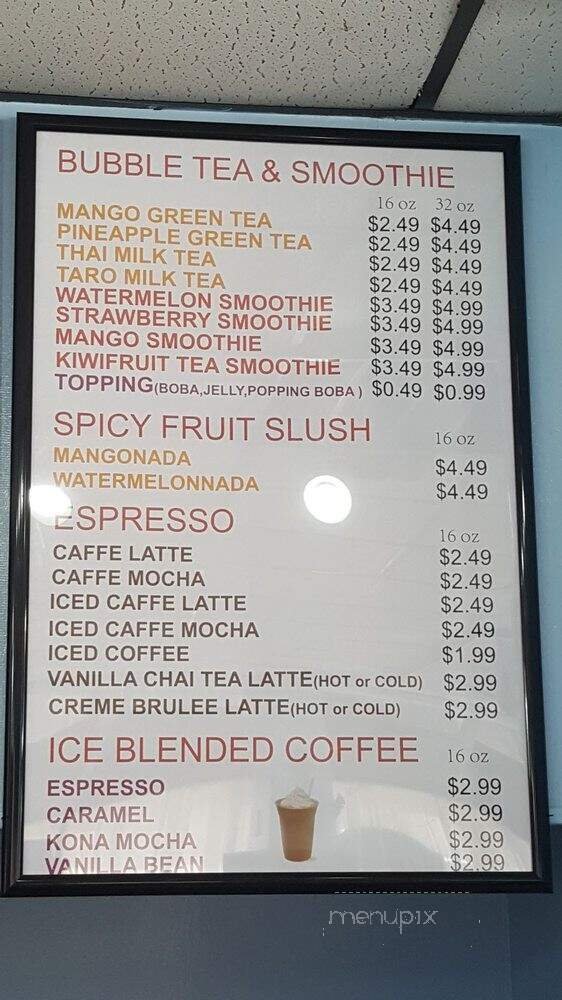 BUBBLE TEA & SMOOTHIE
16 oz 32 oz
MANGO GREEN TEA $2.49 $4.49
PINEAPPLE GREEN TEA $2.49 $4.49
THAI MILK TEA $2.49 $4.49
TARO MILK TEA $2.49 $4.49
WATERMELON SMOOTHIE $3.49 $4.99
STRAWBERRY SMOOTHIE $3.49 $4.99
MANGO SMOOTHIE $3.49 $4.99
KIWIFRUIT TEA SMOOTHIE $3.49 $4.99
TOPPING(BOBA,JELLY,POPPING BOBA ) $0.49 $0.99
SPICY FRUIT SLUSH 16 oz
MANGONADA $4.49
WATERMELONNADA $4.49
ESPRESSO 16 oz
CAFFE LATTE $2.49
CAFFE MOCHA $2.49
ICED CAFFE LATTE $2.49
ICED CAFFE MOCHA $2.49
ICED COFFEE $1.99
VANILLA CHAI TEA LATTE(HOT or COLD) $2.99
CREME BRULEE LATTE(HOT or COLD) $2.99
ICE BLENDED COFFEE 16 oz
ESPRESSO $2.99
CARAMEL $2.99
KONA MOCHA $2.99
VANILLA BEAN $2.99
menupix